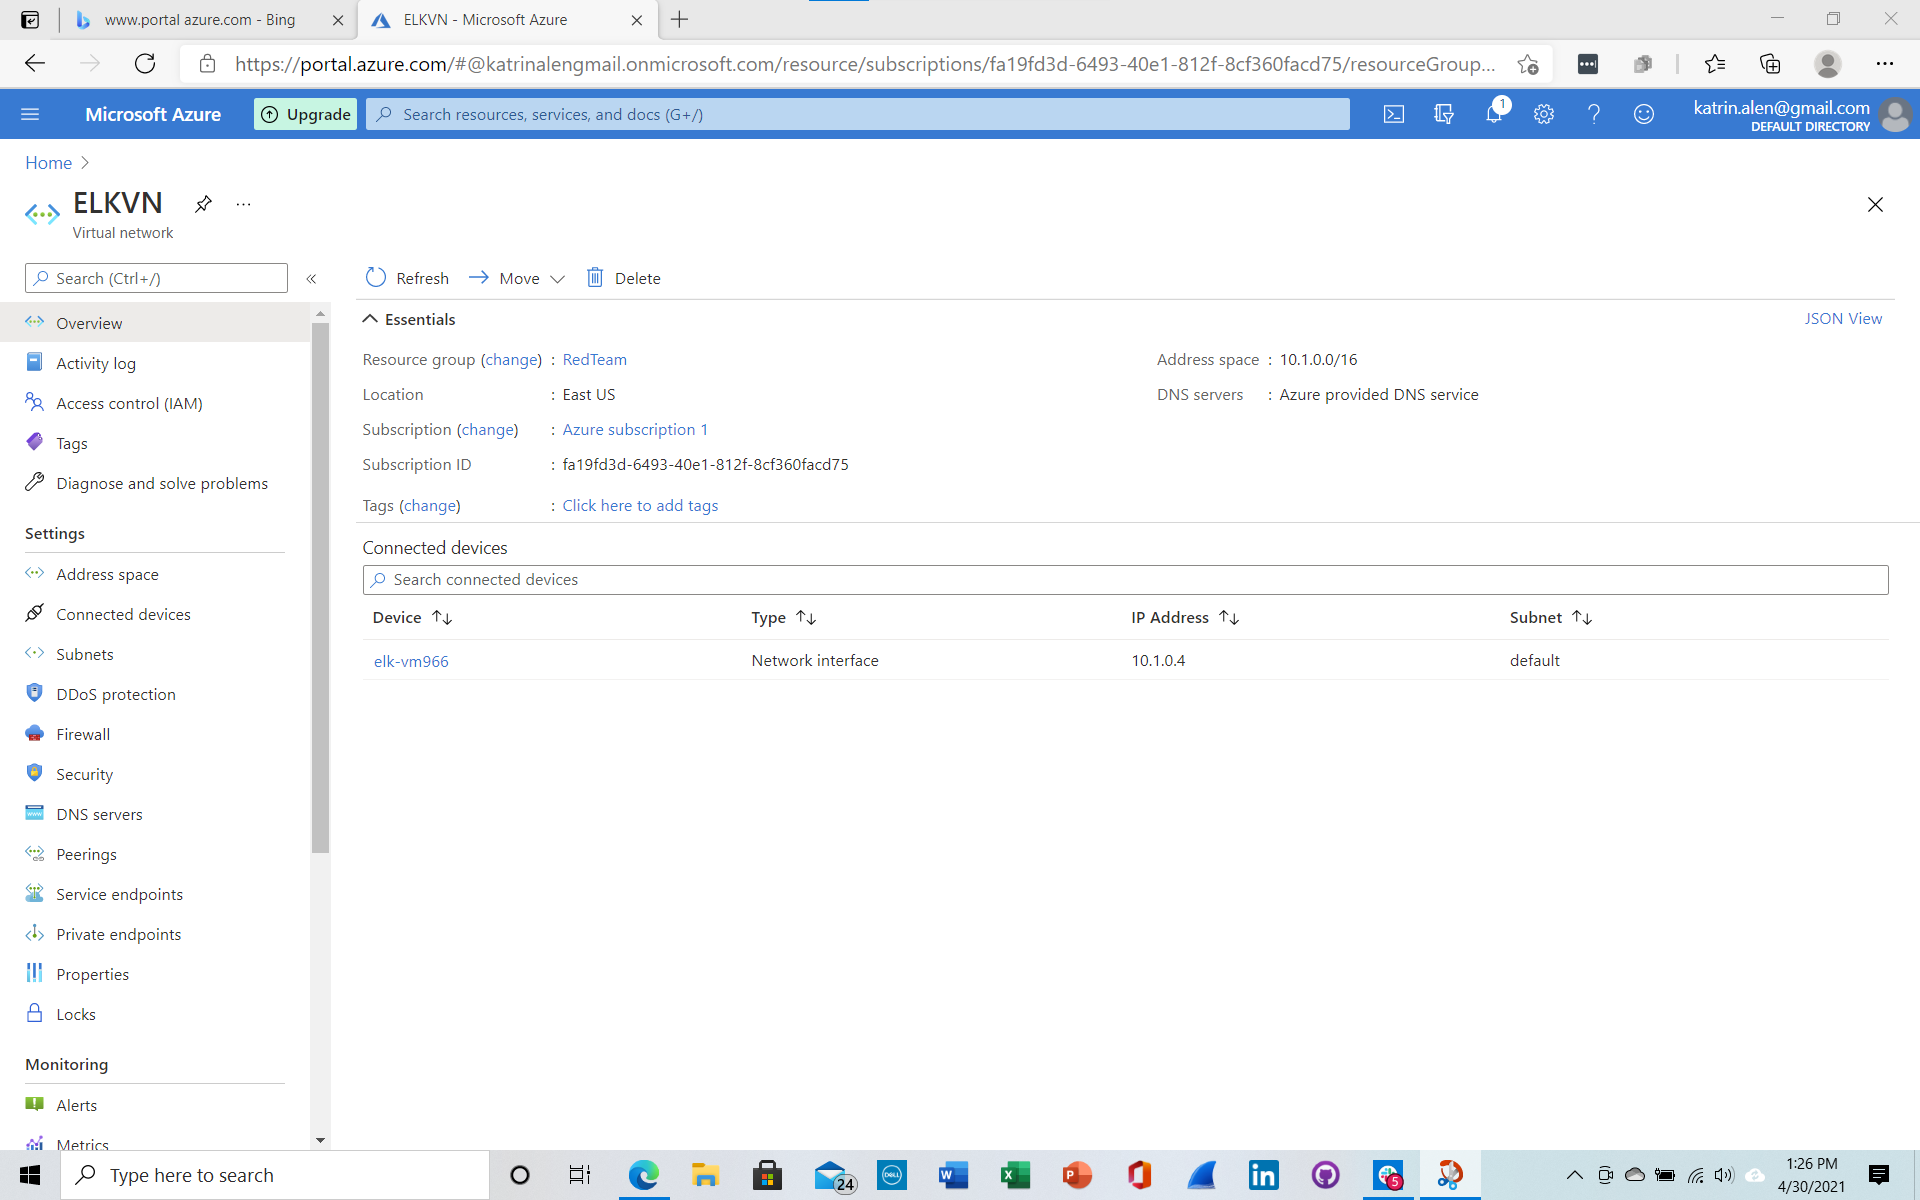 www.portal azure.com - Bing
ELKVN - Microsoft Azure
https://portal.azure.com/#@katrinalengmail.onmicrosoft.com/resource/subscriptions/fa19fd3d-6493-40e1-812f-8cf360facd75/resourceGroup...
Microsoft Azure
Upgrade
Search resources, services, and docs (G+/)
1
katrin.alen@gmail.com
DEFAULT DIRECTORY
Home
ELKVN
Virtual network
Search (Ctrl+/)
Refresh
Move
Delete
Overview
Activity log
Access control (IAM)
Tags
Diagnose and solve problems
Settings
Address space
Connected devices
Subnets
DDoS protection
Firewall
Security
DNS servers
Peerings
Service endpoints
Private endpoints
Properties
Locks
Monitoring
Alerts
Metrics
Essentials
JSON View
Resource group (change) : RedTeam
Location : East US
Subscription (change) : Azure subscription 1
Subscription ID : fa19fd3d-6493-40e1-812f-8cf360facd75
Tags (change) : Click here to add tags
Address space : 10.1.0.0/16
DNS servers : Azure provided DNS service
Connected devices
Search connected devices
Device Type IP Address Subnet
elk-vm966 Network interface 10.1.0.4 default
Type here to search
24
DELL
5
1:26 PM
4/30/2021